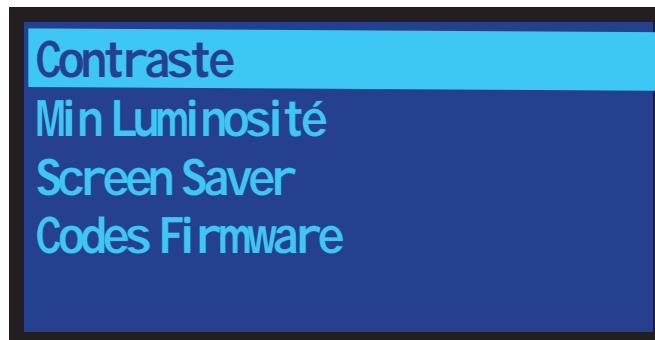 Contraste
Min Luminosité
Screen Saver
Codes Firmware